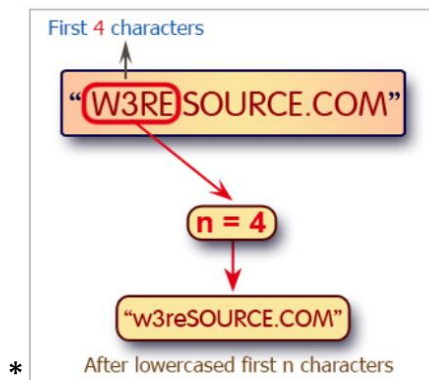 First 4 characters
“W3RESOURCE.COM”
n = 4
“w3reSOURCE.COM”
* After lowercased first n characters